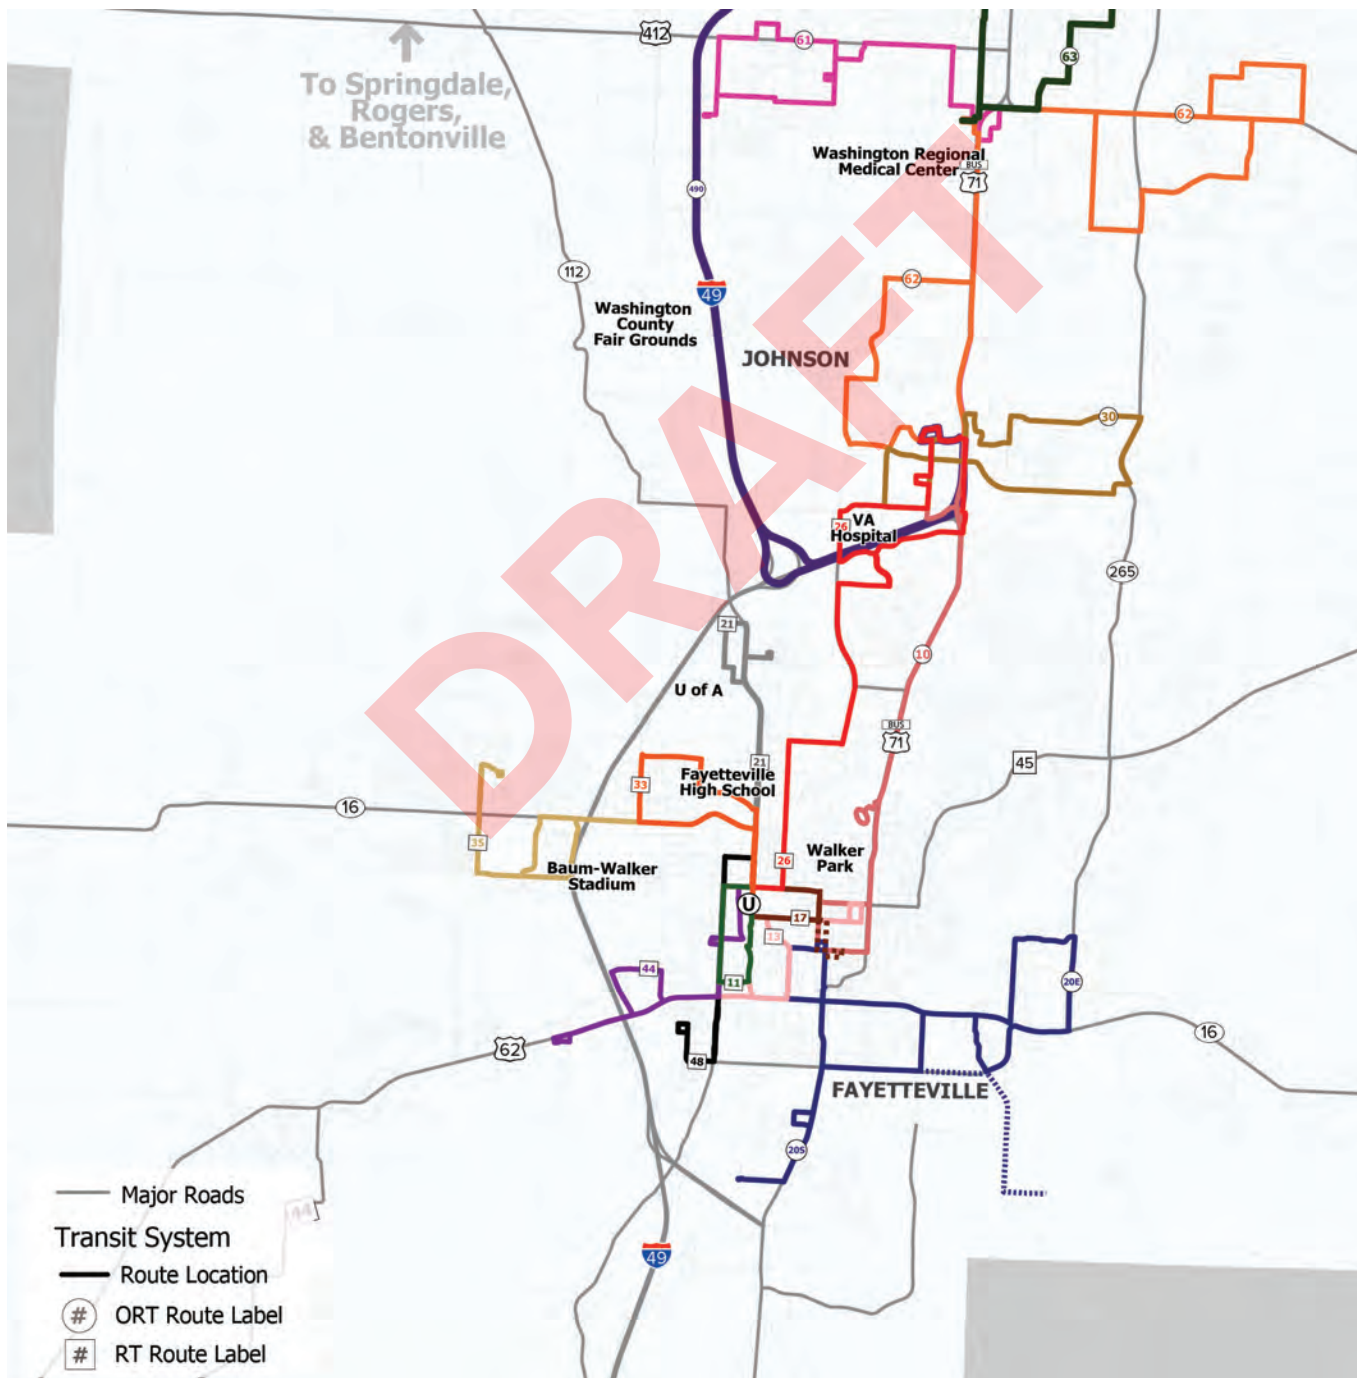 412
61
63
To Springdale,
Rogers,
& Bentonville
62
Washington Regional
Medical Center
BUS
71
490
112
62
49
Washington
County
Fair Grounds
JOHNSON
30
26
VA
Hospital
265
21
10
U of A
BUS
71
45
21
Fayetteville
High School
33
16
35
Walker
Park
26
Baum-Walker
Stadium
U
17
13
44
11
20E
16
62
48
FAYETTEVILLE
20S
44
49
DRAFT
Major Roads
Transit System
Route Location
# ORT Route Label
# RT Route Label